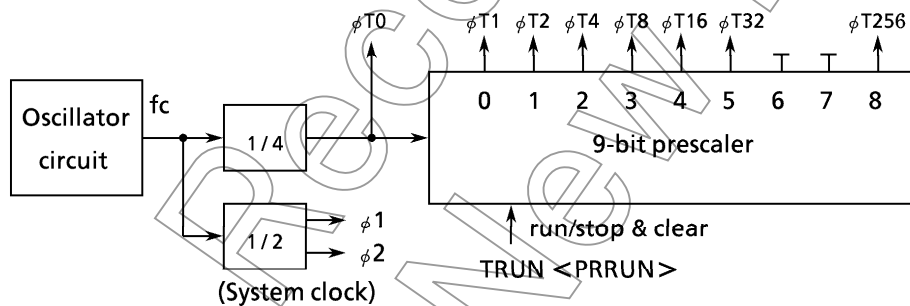 ϕT0
ϕT1 ϕT2 ϕT4 ϕT8 ϕT16 ϕT32 ϕT256
fc
Oscillator
circuit
1/4
0 1 2 3 4 5 6 7 8
9-bit prescaler
1/2
ϕ1
ϕ2
(System clock)
run/stop & clear
TRUN <PRRUN>